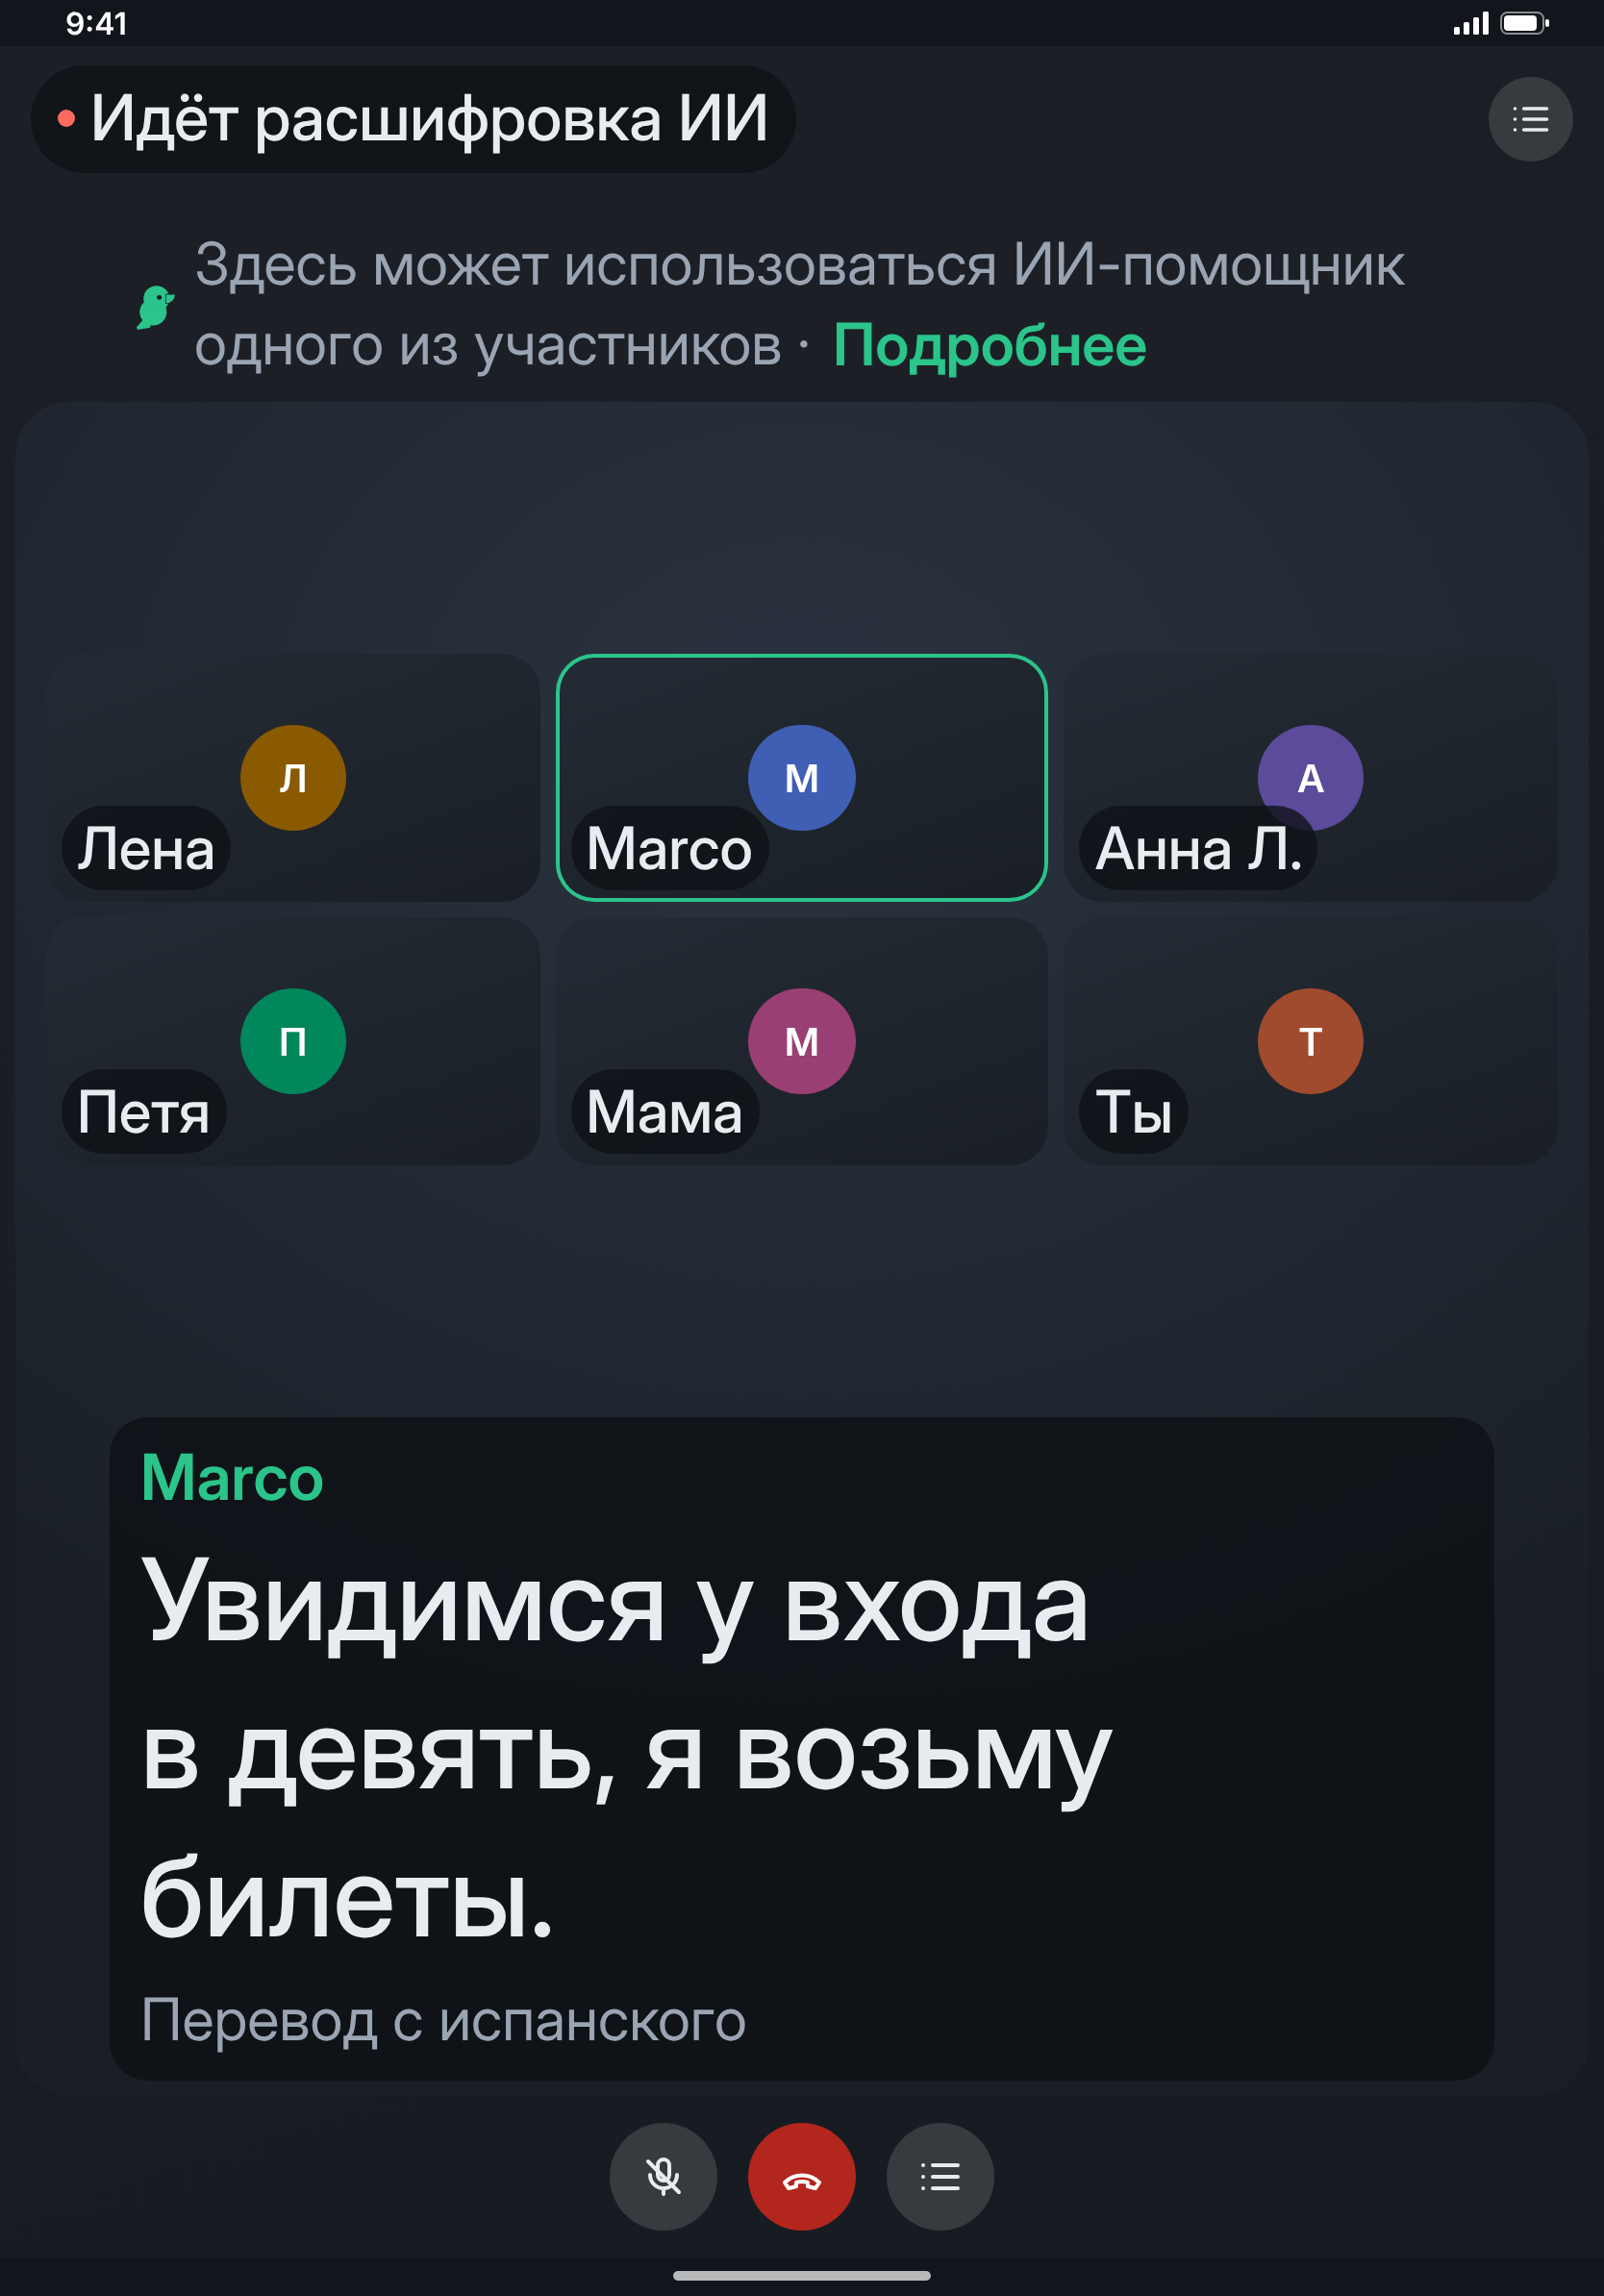 9:41
Идёт расшифровка ИИ
Здесь может использоваться ИИ-помощник
одного из участников · Подробнее
Л
Лена
M
Marco
А
Анна Л.
П
Петя
М
Мама
Т
Ты
Marco
Увидимся у входа
в девять, я возьму
билеты.
Перевод с испанского